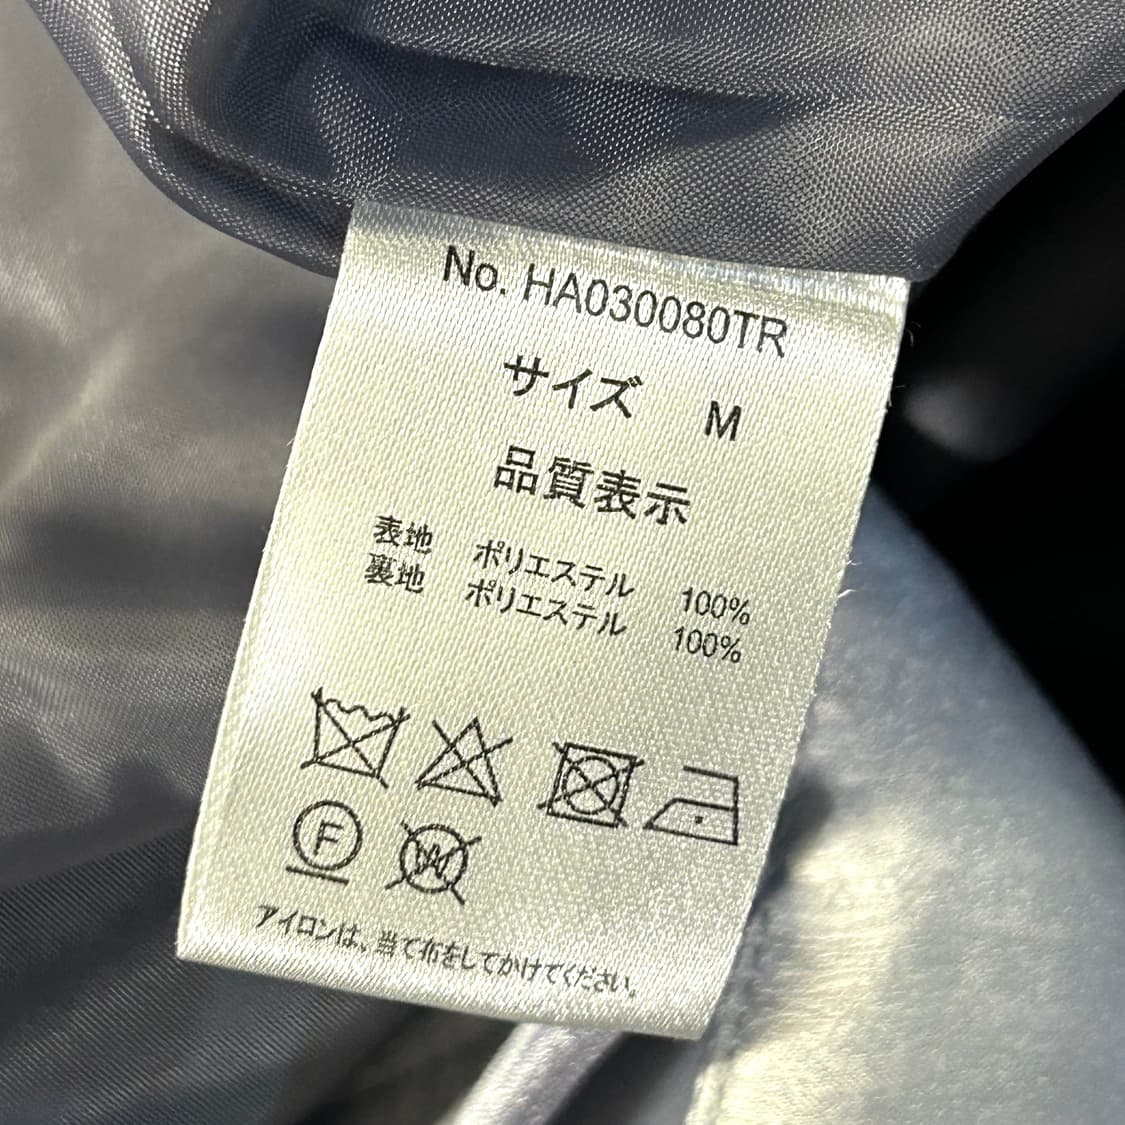 No. HA030080TR
サイズ M
品質表示
表地 ポリエステル 100%
裏地 ポリエステル 100%
F W
アイロンは、当て布をしてかけてください。